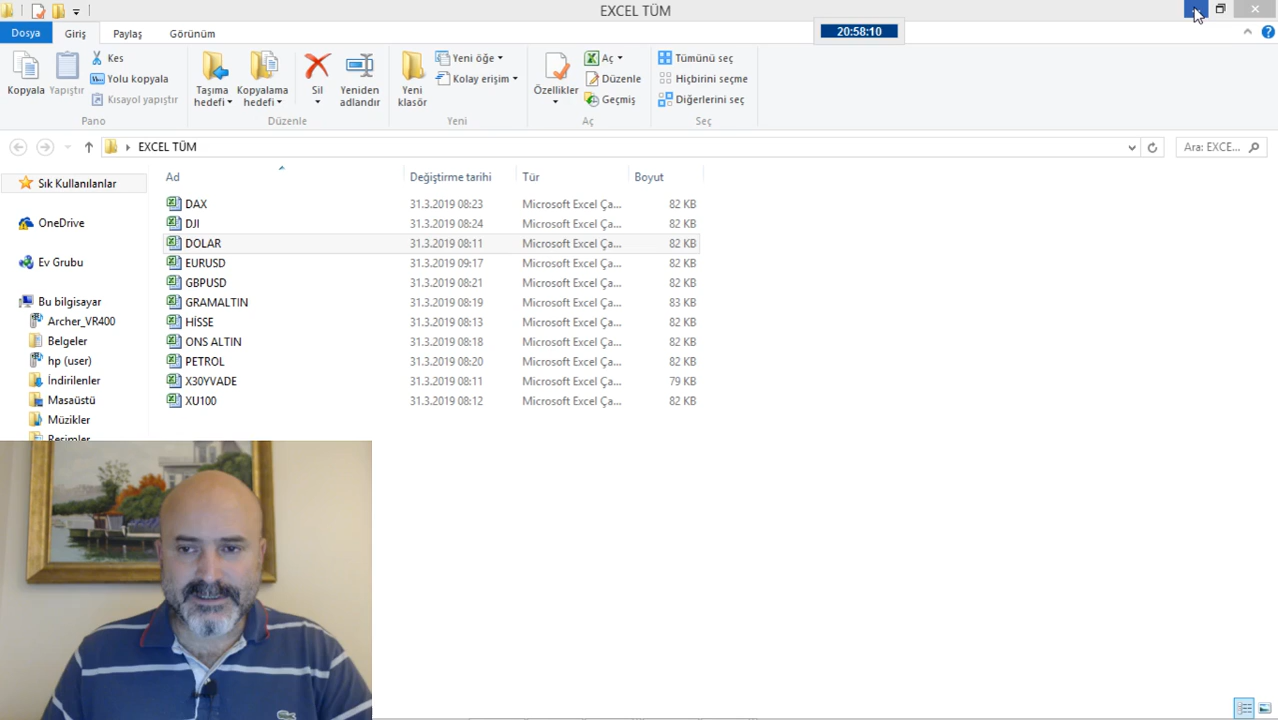 EXCEL TÜM
20:58:10
Dosya Giriş Paylaş Görünüm
Kopyala
Yapıştır
Kes
Yolu kopyala
Kısayol yapıştır
Pano
Taşıma hedefi
Kopyalama hedefi
Sil
Yeniden adlandır
Düzenle
Yeni klasör
Yeni öğe
Kolay erişim
Yeni
Özellikler
Aç
Düzenle
Geçmiş
Aç
Tümünü seç
Hiçbirini seçme
Diğerlerini seç
Seç
EXCEL TÜM
Ara: EXCE...
Ad Değiştirme tarihi Tür Boyut
DAX 31.3.2019 08:23 Microsoft Excel Ça... 82 KB
DJI 31.3.2019 08:24 Microsoft Excel Ça... 82 KB
DOLAR 31.3.2019 08:11 Microsoft Excel Ça... 82 KB
EURUSD 31.3.2019 09:17 Microsoft Excel Ça... 82 KB
GBPUSD 31.3.2019 08:21 Microsoft Excel Ça... 82 KB
GRAMALTIN 31.3.2019 08:19 Microsoft Excel Ça... 83 KB
HİSSE 31.3.2019 08:13 Microsoft Excel Ça... 82 KB
ONS ALTIN 31.3.2019 08:18 Microsoft Excel Ça... 82 KB
PETROL 31.3.2019 08:20 Microsoft Excel Ça... 82 KB
X30YVADE 31.3.2019 08:11 Microsoft Excel Ça... 79 KB
XU100 31.3.2019 08:12 Microsoft Excel Ça... 82 KB
Sık Kullanılanlar
OneDrive
Ev Grubu
Bu bilgisayar
Archer_VR400
Belgeler
hp (user)
İndirilenler
Masaüstü
Müzikler
Resimler